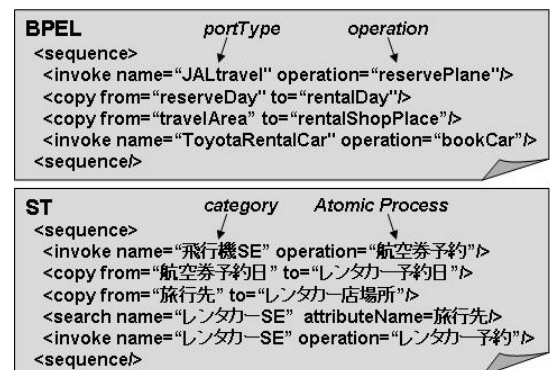 BPEL portType operation
<sequence>
<invoke name="JALtravel" operation="reservePlane"/>
<copy from="reserveDay" to="rentalDay"/>
<copy from="travelArea" to="rentalShopPlace"/>
<invoke name="ToyotaRentalCar" operation="bookCar"/>
<sequence/>
ST category Atomic Process
<sequence>
<invoke name="飛行機SE" operation="航空券予約"/>
<copy from="航空券予約日" to="レンタカー予約日"/>
<copy from="旅行先" to="レンタカー店場所"/>
<search name="レンタカーSE" attributeName=旅行先/>
<invoke name="レンタカーSE" operation="レンタカー予約"/>
<sequence/>